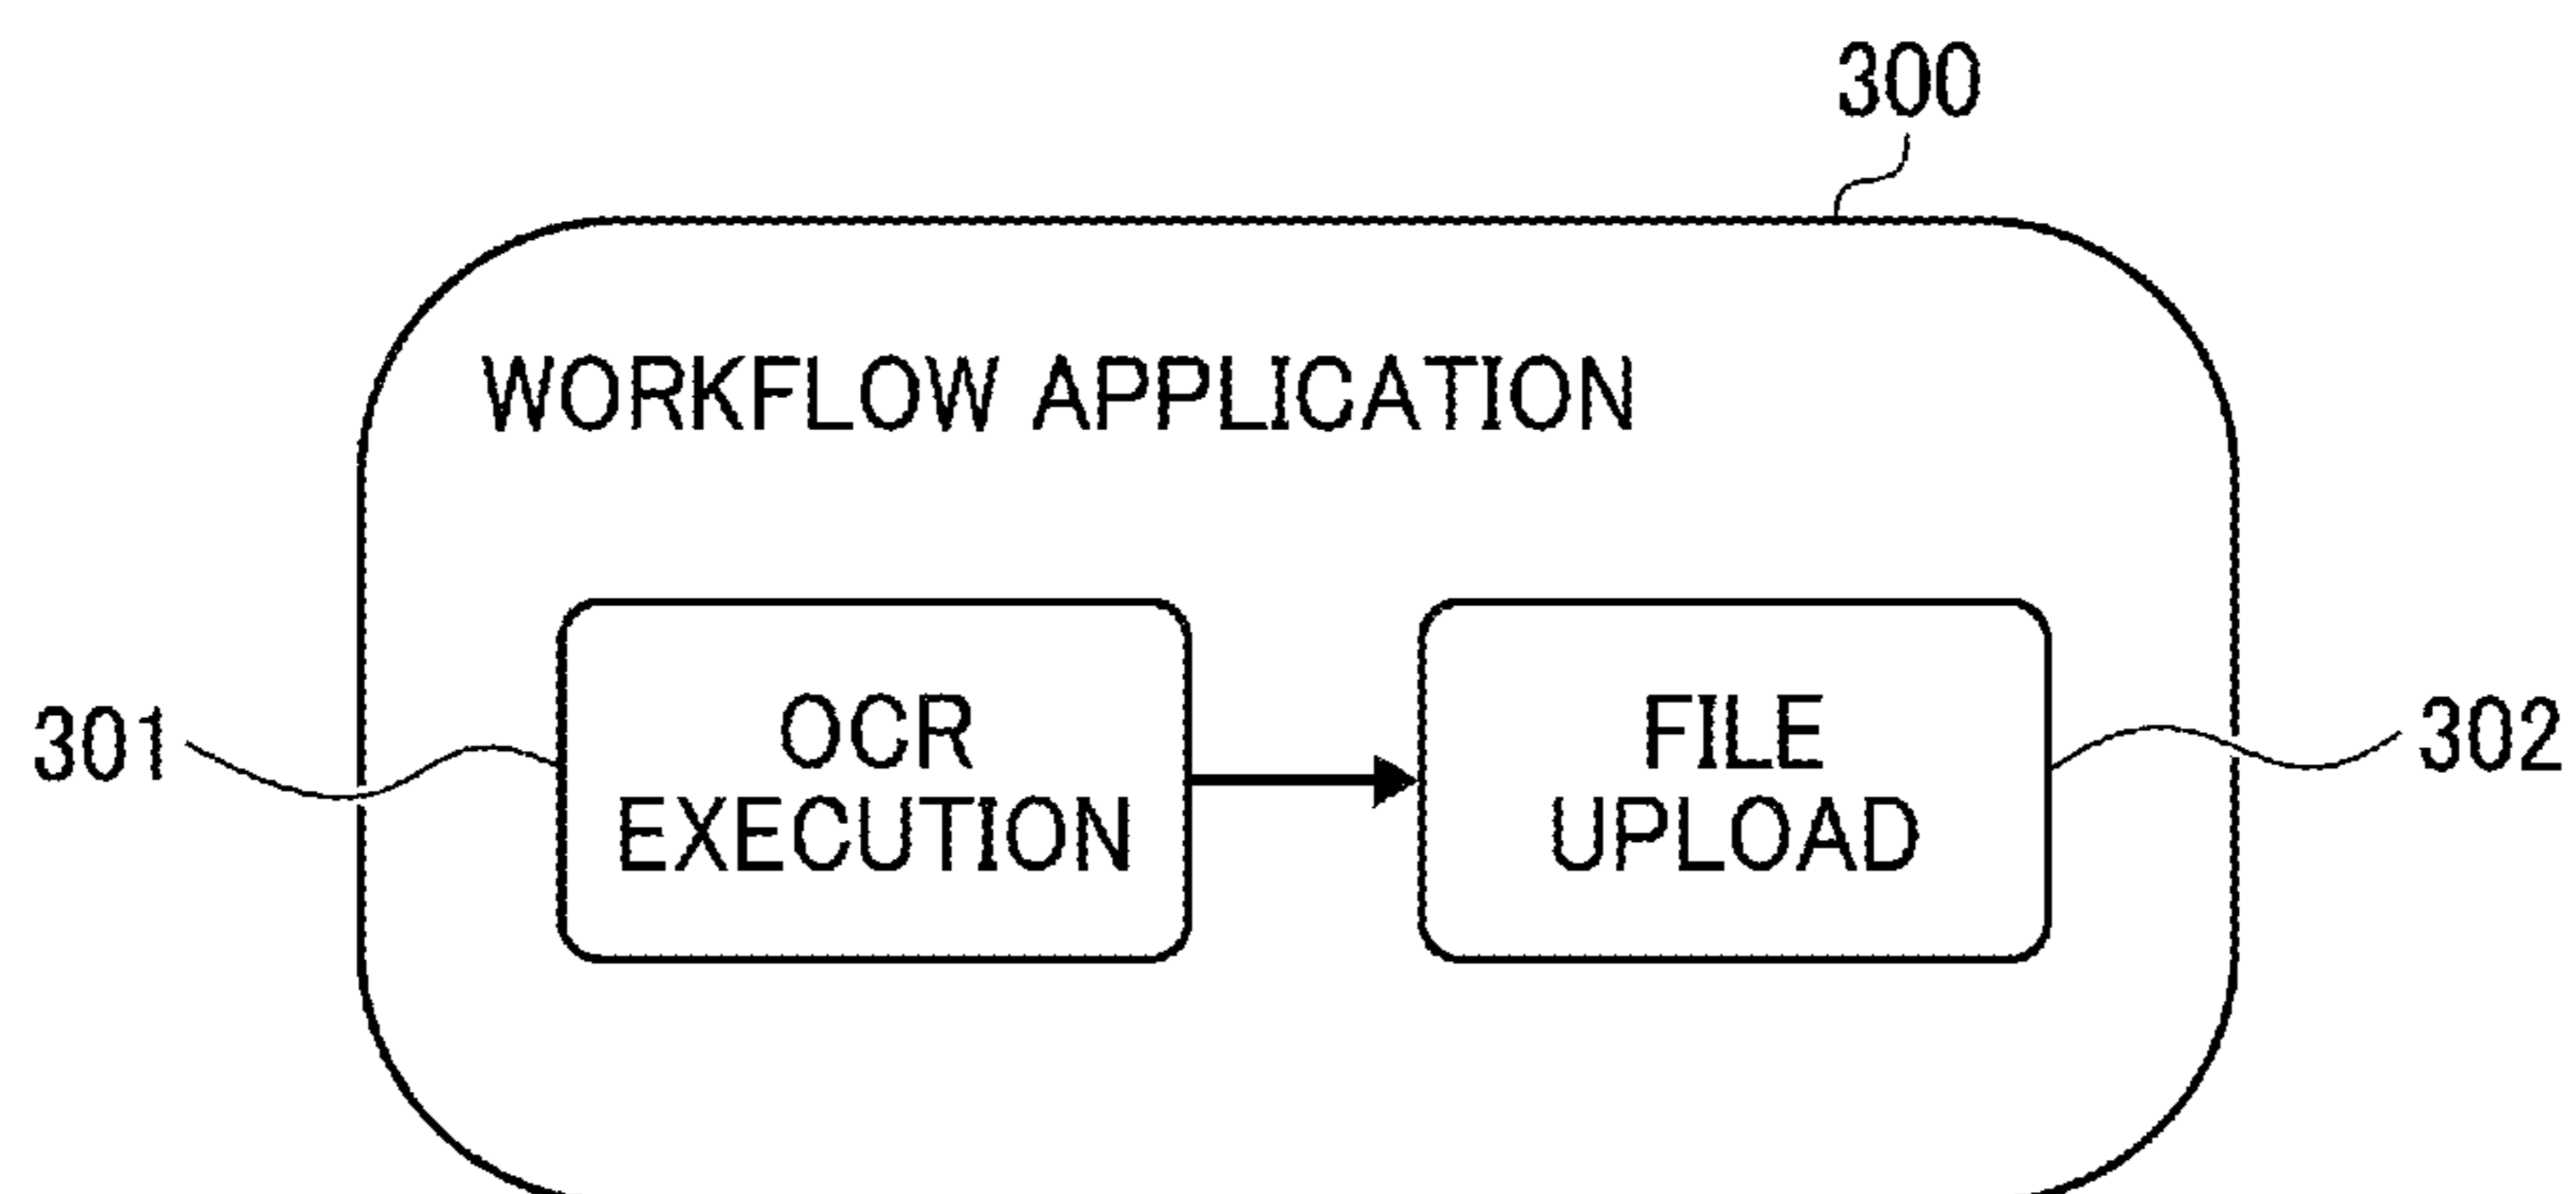 300
WORKFLOW APPLICATION
301
OCR
EXECUTION
FILE
UPLOAD
302